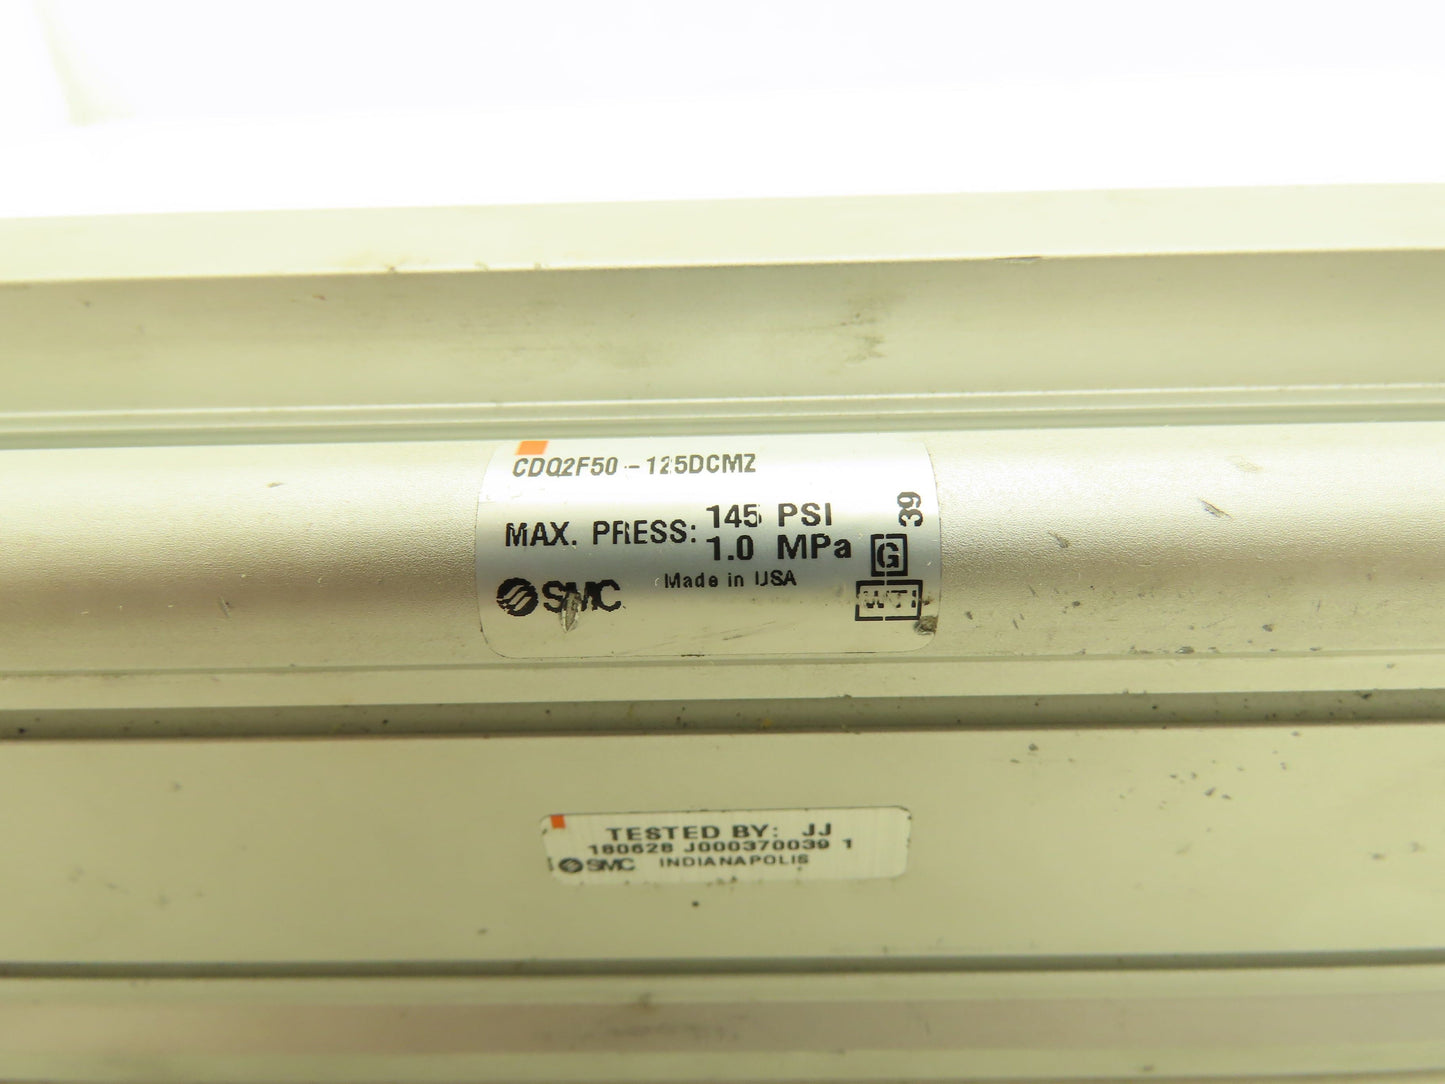 CDQ2F50-125DCMZ
MAX. PRESS: 145 PSI
1.0 MPa
SMC Made in USA
39
G
WTI
TESTED BY: JJ
180628 J000370039 1
SMC INDIANAPOLIS